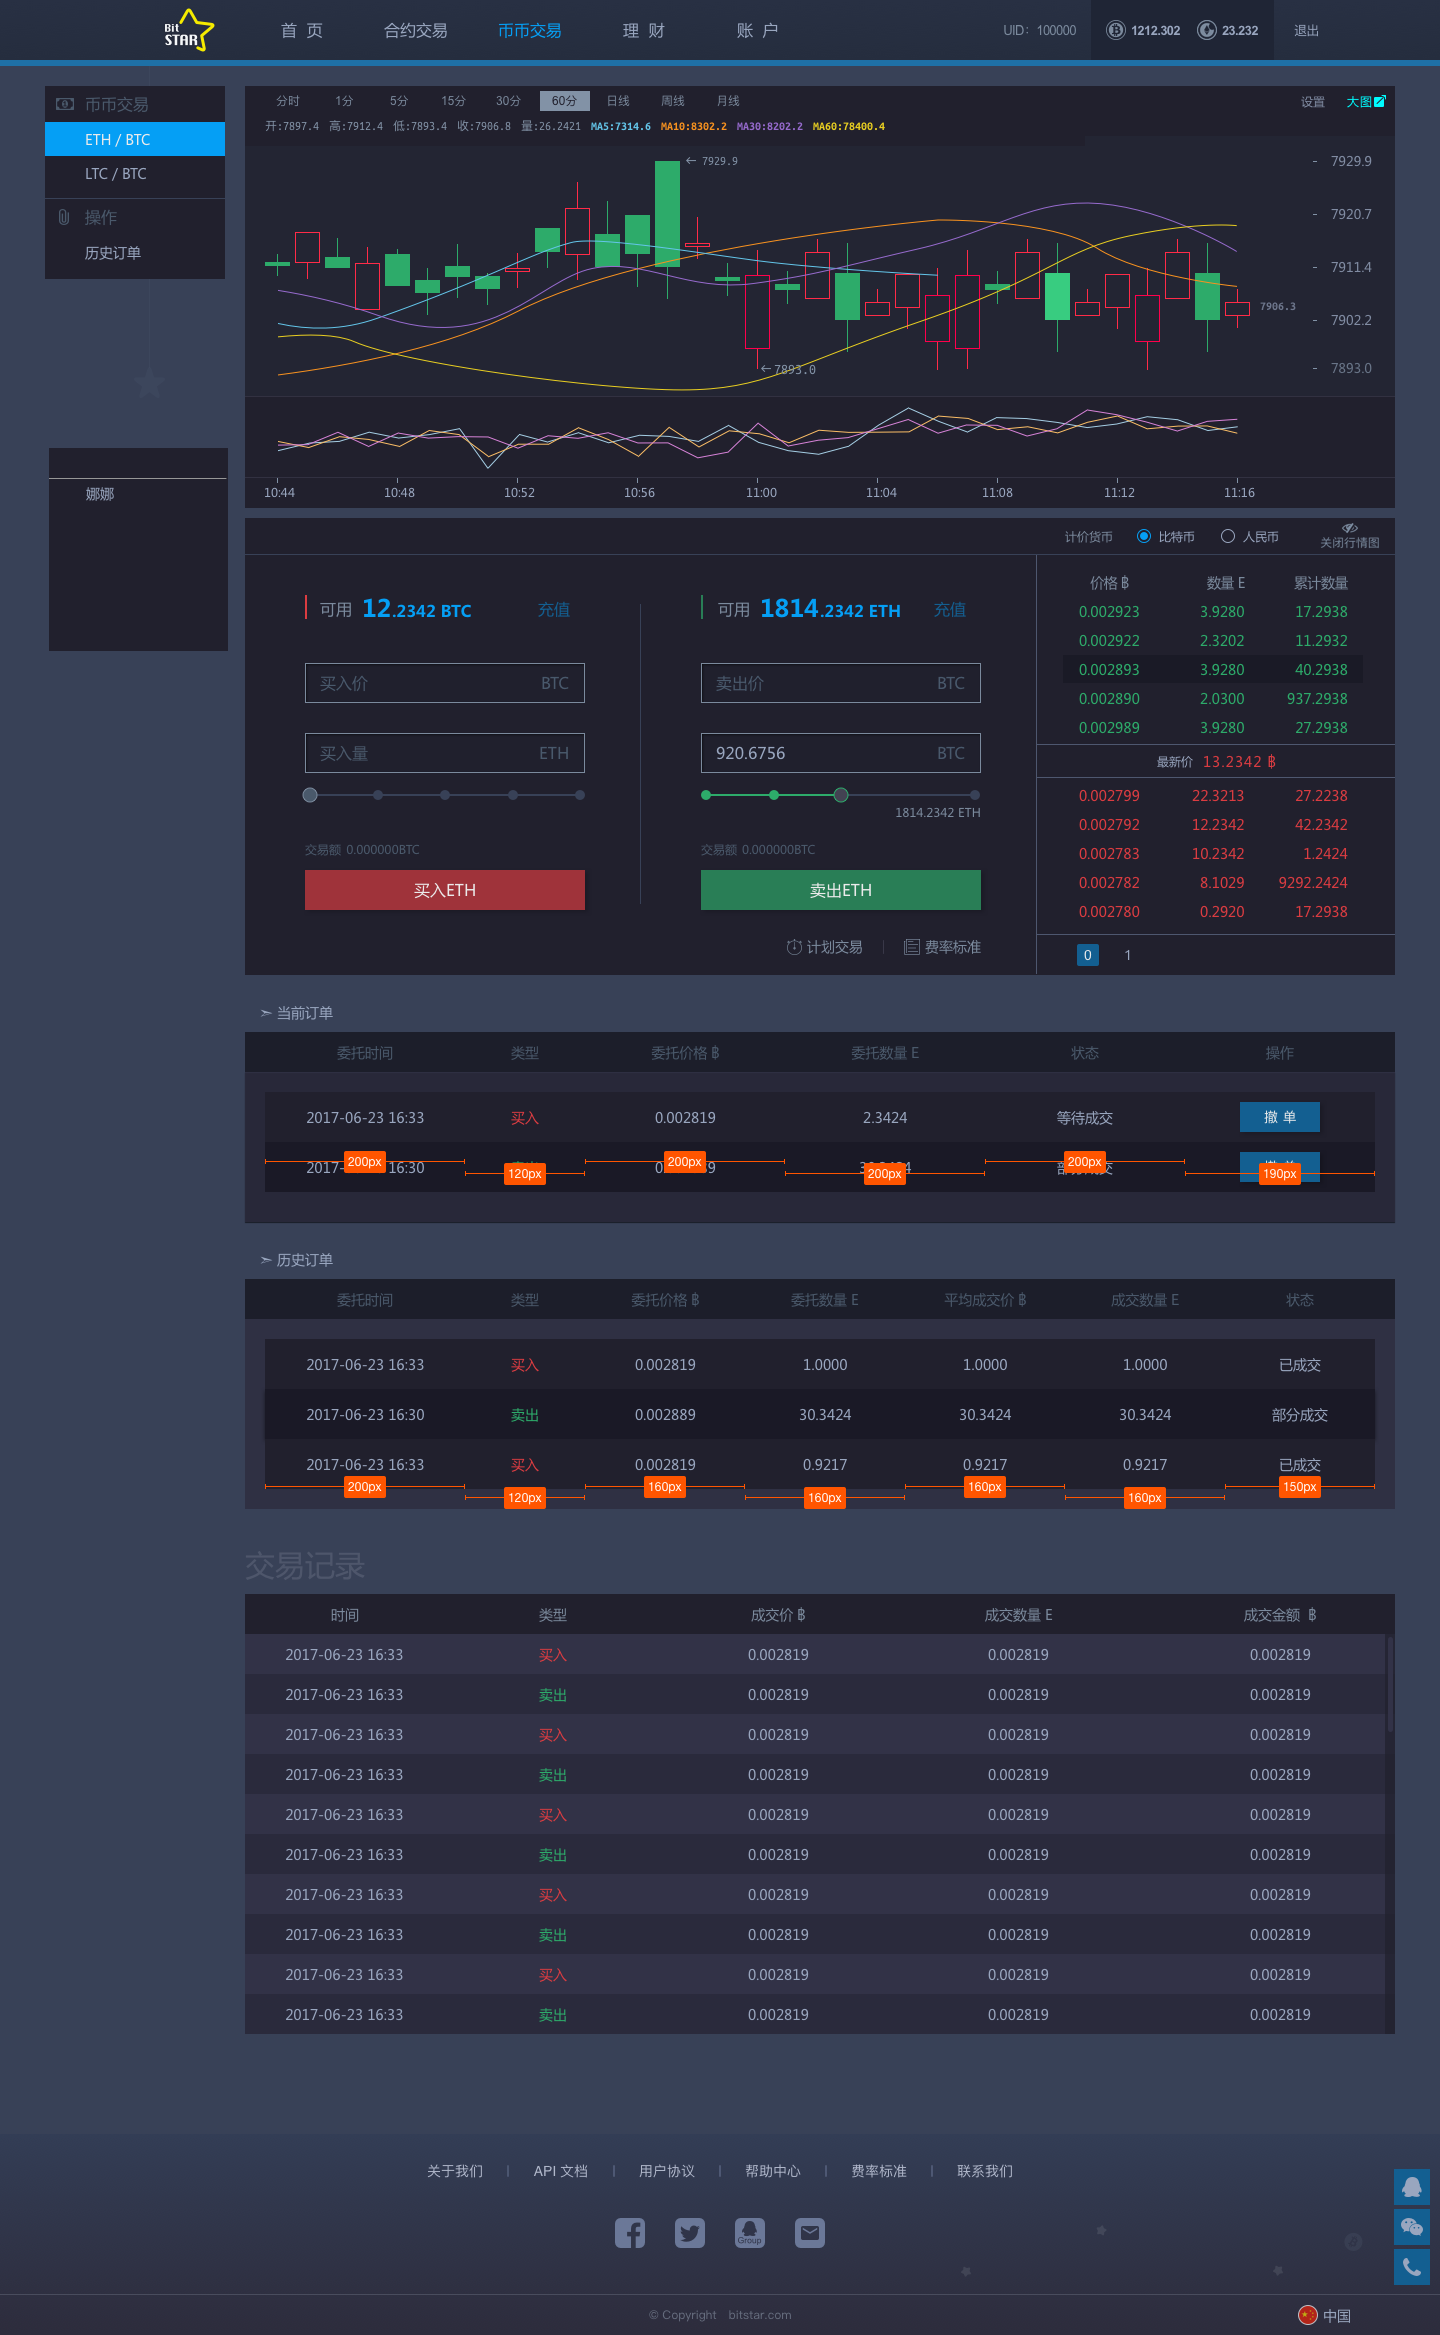 Bit STAR 首 页 合约交易 币币交易 理 财 账 户 UID: 100000 1212.302 23.232 退出
币币交易
ETH / BTC
LTC / BTC
操作
历史订单
娜娜
分时 1分 5分 15分 30分 60分 日线 周线 月线 设置 大图
开:7897.4 高:7912.4 低:7893.4 收:7906.8 量:26.2421 MA5:7314.6 MA10:8302.2 MA30:8202.2 MA60:78400.4
7929.9
- 7929.9
- 7920.7
- 7911.4
7906.3
- 7902.2
7893.0
- 7893.0
10:44 10:48 10:52 10:56 11:00 11:04 11:08 11:12 11:16
计价货币 比特币 人民币 关闭行情图
可用 12.2342 BTC 充值
买入价 BTC
买入量 ETH
交易额 0.000000BTC
买入ETH
可用 1814.2342 ETH 充值
卖出价 BTC
920.6756 BTC
1814.2342 ETH
交易额 0.000000BTC
卖出ETH
计划交易 费率标准
价格 ฿ 数量 E 累计数量
0.002923 3.9280 17.2938
0.002922 2.3202 11.2932
0.002893 3.9280 40.2938
0.002890 2.0300 937.2938
0.002989 3.9280 27.2938
最新价 13.2342 ฿
0.002799 22.3213 27.2238
0.002792 12.2342 42.2342
0.002783 10.2342 1.2424
0.002782 8.1029 9292.2424
0.002780 0.2920 17.2938
0 1
➣ 当前订单
委托时间 类型 委托价格 ฿ 委托数量 E 状态 操作
2017-06-23 16:33 买入 0.002819 2.3424 等待成交 撤 单
2017- 16:30
200px 120px 200px 200px 200px 190px
➣ 历史订单
委托时间 类型 委托价格 ฿ 委托数量 E 平均成交价 ฿ 成交数量 E 状态
2017-06-23 16:33 买入 0.002819 1.0000 1.0000 1.0000 已成交
2017-06-23 16:30 卖出 0.002889 30.3424 30.3424 30.3424 部分成交
2017-06-23 16:33 买入 0.002819 0.9217 0.9217 0.9217 已成交
200px 120px 160px 160px 160px 160px 150px
交易记录
时间 类型 成交价 ฿ 成交数量 E 成交金额 ฿
2017-06-23 16:33 买入 0.002819 0.002819 0.002819
2017-06-23 16:33 卖出 0.002819 0.002819 0.002819
2017-06-23 16:33 买入 0.002819 0.002819 0.002819
2017-06-23 16:33 卖出 0.002819 0.002819 0.002819
2017-06-23 16:33 买入 0.002819 0.002819 0.002819
2017-06-23 16:33 卖出 0.002819 0.002819 0.002819
2017-06-23 16:33 买入 0.002819 0.002819 0.002819
2017-06-23 16:33 卖出 0.002819 0.002819 0.002819
2017-06-23 16:33 买入 0.002819 0.002819 0.002819
2017-06-23 16:33 卖出 0.002819 0.002819 0.002819
关于我们 | API 文档 | 用户协议 | 帮助中心 | 费率标准 | 联系我们
Group
© Copyright bitstar.com 中国